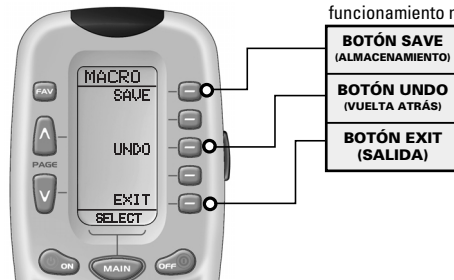 funcionamiento
MACRO
SAVE
UNDO
EXIT
SELECT
FAV
PAGE
ON
MAIN
OFF
BOTÓN SAVE
(ALMACENAMIENTO)
BOTÓN UNDO
(VUELTA ATRÁS)
BOTÓN EXIT
(SALIDA)